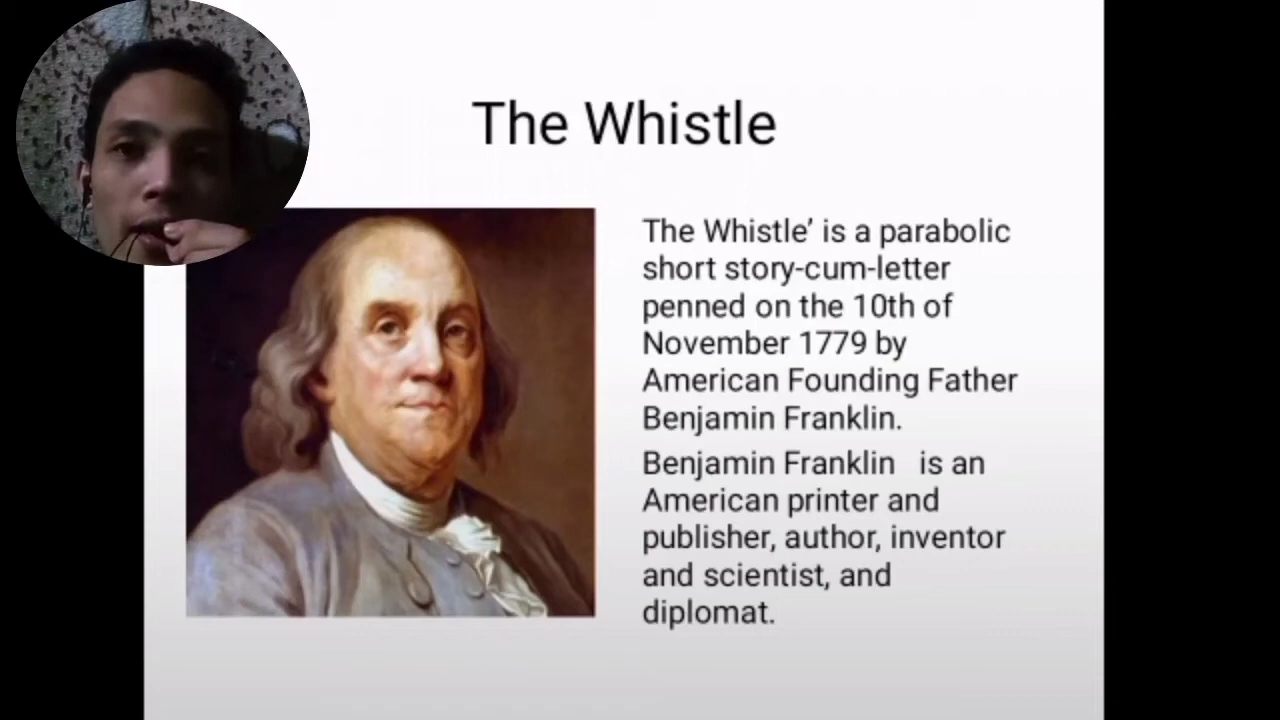 The Whistle
The Whistle’ is a parabolic
short story-cum-letter
penned on the 10th of
November 1779 by
American Founding Father
Benjamin Franklin.
Benjamin Franklin is an
American printer and
publisher, author, inventor
and scientist, and
diplomat.